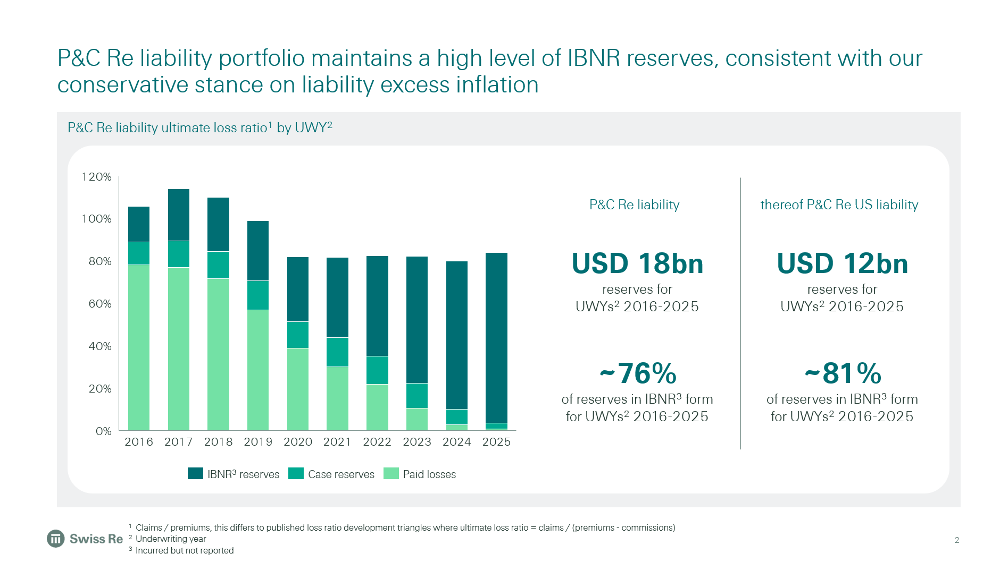 P&C Re liability portfolio maintains a high level of IBNR reserves, consistent with our
conservative stance on liability excess inflation
P&C Re liability ultimate loss ratio¹ by UWY²
120%
100%
80%
60%
40%
20%
0%
2016 2017 2018 2019 2020 2021 2022 2023 2024 2025
IBNR³ reserves Case reserves Paid losses
P&C Re liability
USD 18bn
reserves for
UWYs² 2016-2025
~76%
of reserves in IBNR³ form
for UWYs² 2016-2025
thereof P&C Re US liability
USD 12bn
reserves for
UWYs² 2016-2025
~81%
of reserves in IBNR³ form
for UWYs² 2016-2025
Swiss Re
¹ Claims / premiums, this differs to published loss ratio development triangles where ultimate loss ratio = claims / (premiums - commissions)
² Underwriting year
³ Incurred but not reported
2